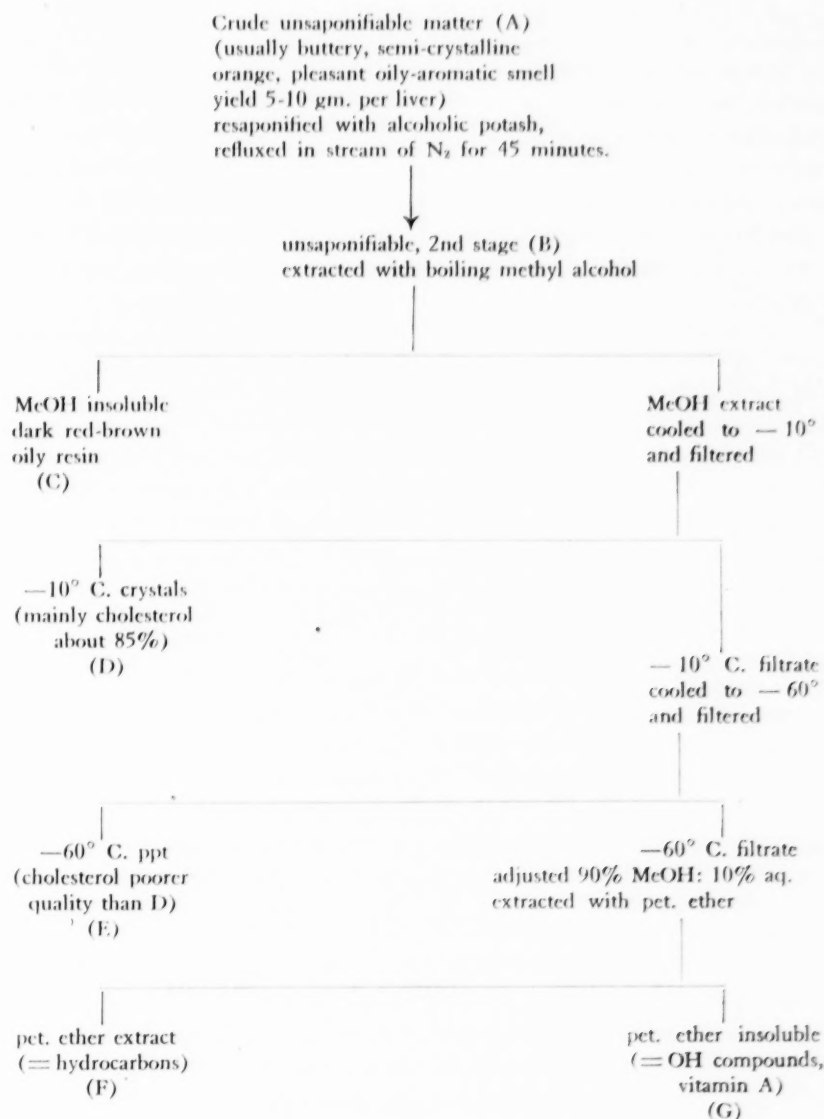 Crude unsaponifiable matter (A)
(usually buttery, semi-crystalline
orange, pleasant oily-aromatic smell
yield 5-10 gm. per liver)
resaponified with alcoholic potash,
refluxed in stream of N₂ for 45 minutes.
unsaponifiable, 2nd stage (B)
extracted with boiling methyl alcohol
MeOH insoluble
dark red-brown
oily resin
(C)
MeOH extract
cooled to — 10°
and filtered
—10° C. crystals
(mainly cholesterol
about 85%)
(D)
— 10° C. filtrate
cooled to — 60°
and filtered
—60° C. ppt
(cholesterol poorer
quality than D)
(E)
—60° C. filtrate
adjusted 90% MeOH: 10% aq.
extracted with pet. ether
pet. ether extract
(= hydrocarbons)
(F)
pet. ether insoluble
(= OH compounds,
vitamin A)
(G)